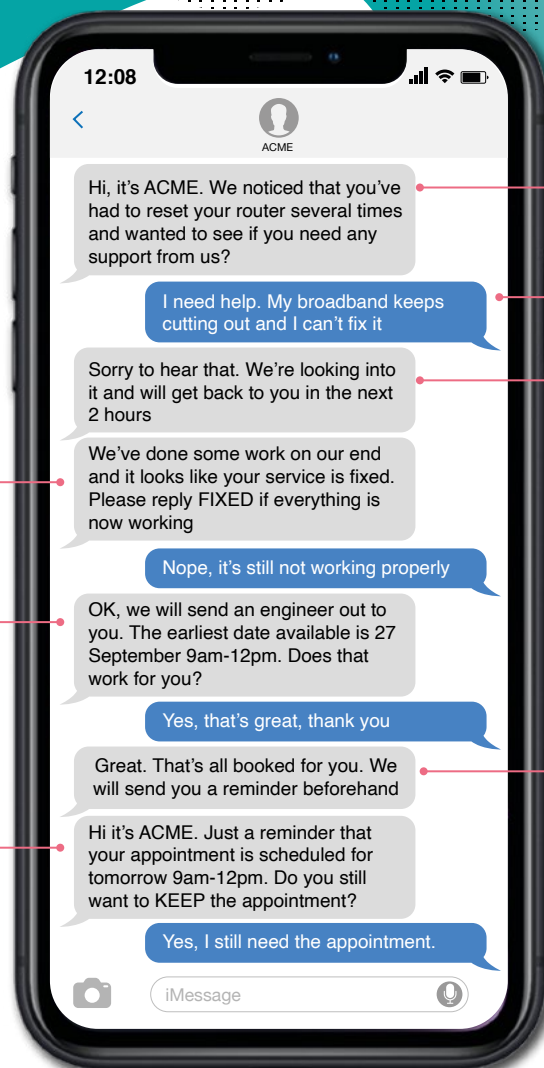 12:08
ACME
Hi, it's ACME. We noticed that you've
had to reset your router several times
and wanted to see if you need any
support from us?
I need help. My broadband keeps
cutting out and I can't fix it
Sorry to hear that. We're looking into
it and will get back to you in the next
2 hours
We've done some work on our end
and it looks like your service is fixed.
Please reply FIXED if everything is
now working
Nope, it's still not working properly
OK, we will send an engineer out to
you. The earliest date available is 27
September 9am-12pm. Does that
work for you?
Yes, that's great, thank you
Great. That's all booked for you. We
will send you a reminder beforehand
Hi it's ACME. Just a reminder that
your appointment is scheduled for
tomorrow 9am-12pm. Do you still
want to KEEP the appointment?
Yes, I still need the appointment.
iMessage